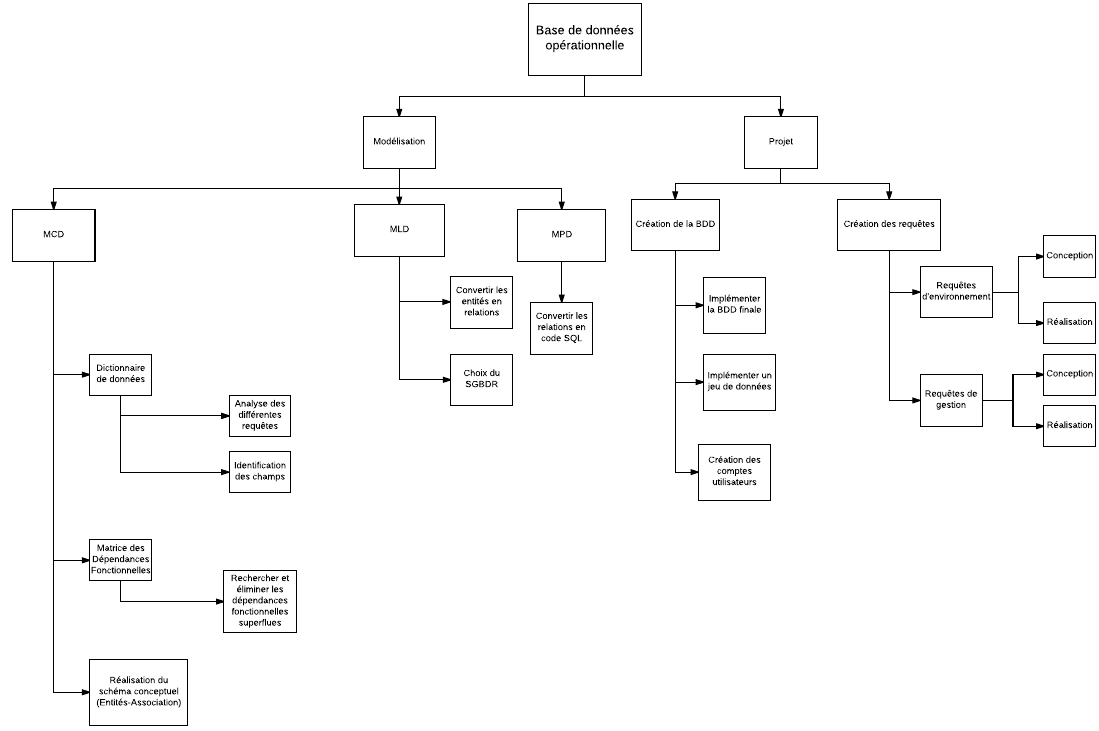 Base de données
opérationnelle
Modélisation
Projet
MCD
MLD
MPD
Création de la BDD
Création des requêtes
Convertir les
entités en
relations
Choix du
SGBDR
Convertir les
relations en
code SQL
Implémenter
la BDD finale
Implémenter un
jeu de données
Création des
comptes
utilisateurs
Requêtes
d'environnement
Conception
Réalisation
Requêtes de
gestion
Conception
Réalisation
Dictionnaire
de données
Analyse des
différentes
requêtes
Identification
des champs
Matrice des
Dépendances
Fonctionnelles
Rechercher et
éliminer les
dépendances
fonctionnelles
superflues
Réalisation du
schéma conceptuel
(Entités-Association)